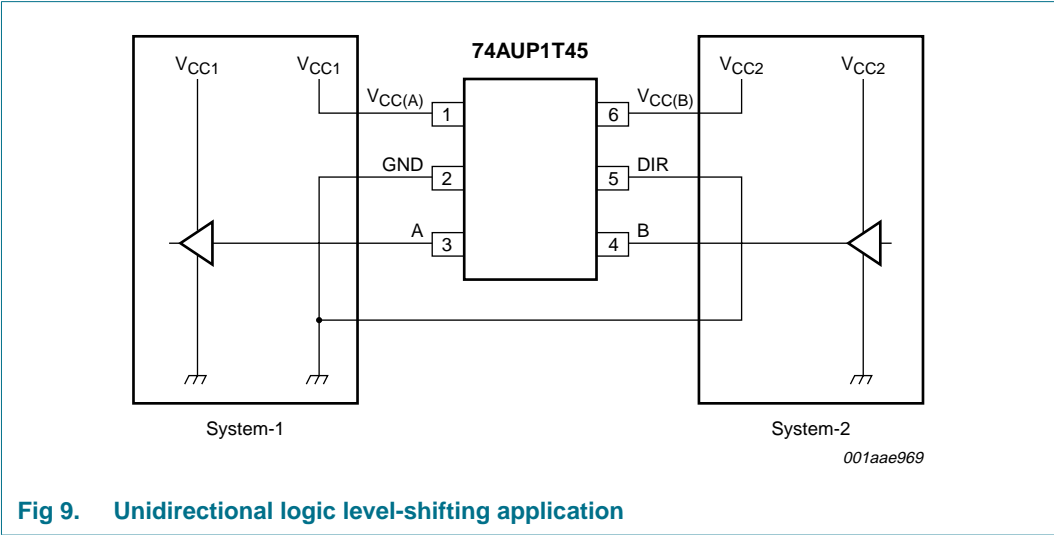 74AUP1T45
VCC1 VCC1 VCC2 VCC2
VCC(A) 1 6 VCC(B)
GND 2 5 DIR
A 3 4 B
System-1 System-2
001aae969
Fig 9. Unidirectional logic level-shifting application